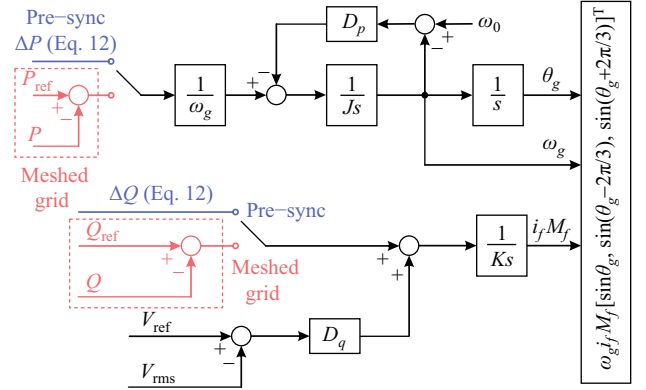 Pre−sync
ΔP (Eq. 12)
P_ref
+
−
P
Meshed
grid
1/ω_g
+
−
D_p
−
+
ω_0
1/Js
1/s
θ_g
ω_g
ΔQ (Eq. 12)
Pre−sync
Q_ref
+
−
Q
Meshed
grid
+
+
1/Ks
i_f M_f
V_ref
+
−
V_rms
D_q
ω_g i_f M_f [sinθ_g, sin(θ_g−2π/3), sin(θ_g+2π/3)]^T